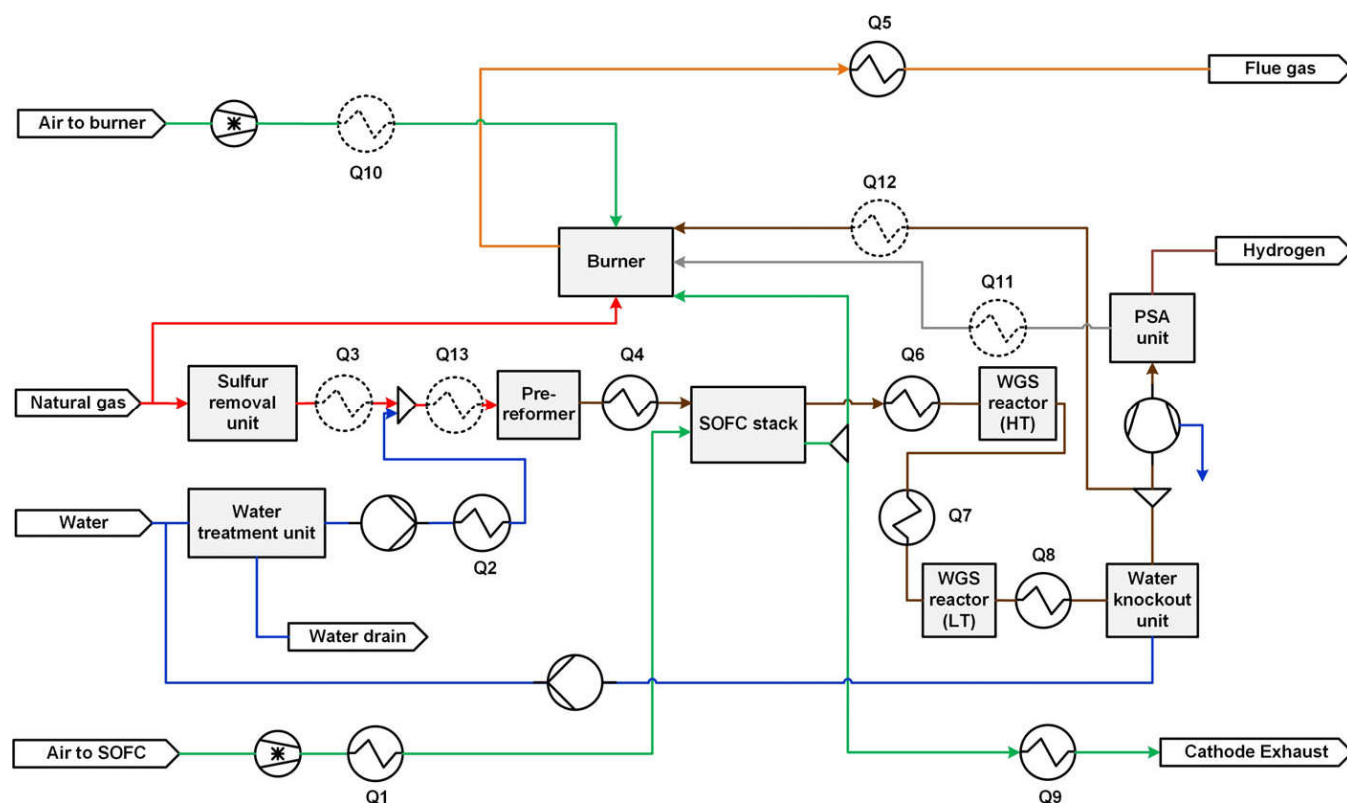 Q5
Flue gas
Air to burner
Q10
Q12
Burner
Hydrogen
Q11
PSA
unit
Natural gas
Sulfur
removal
unit
Q3
Q13
Pre-
reformer
Q4
SOFC stack
Q6
WGS
reactor
(HT)
Water
Water
treatment unit
Q2
Q7
WGS
reactor
(LT)
Q8
Water
knockout
unit
Water drain
Air to SOFC
Q1
Q9
Cathode Exhaust